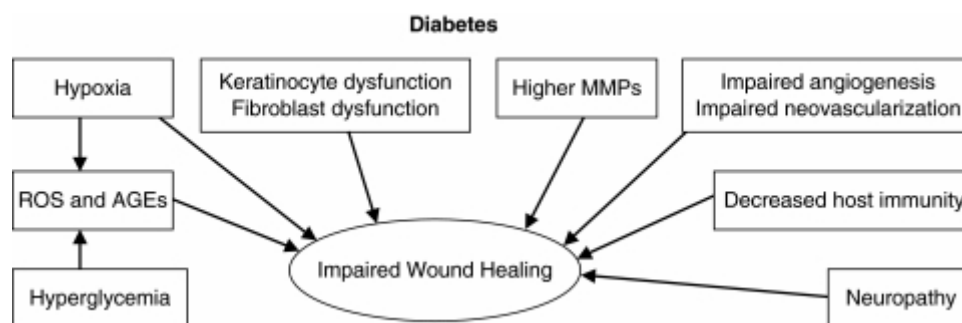 Diabetes
Hypoxia
Keratinocyte dysfunction
Fibroblast dysfunction
Higher MMPs
Impaired angiogenesis
Impaired neovascularization
ROS and AGEs
Decreased host immunity
Impaired Wound Healing
Hyperglycemia
Neuropathy